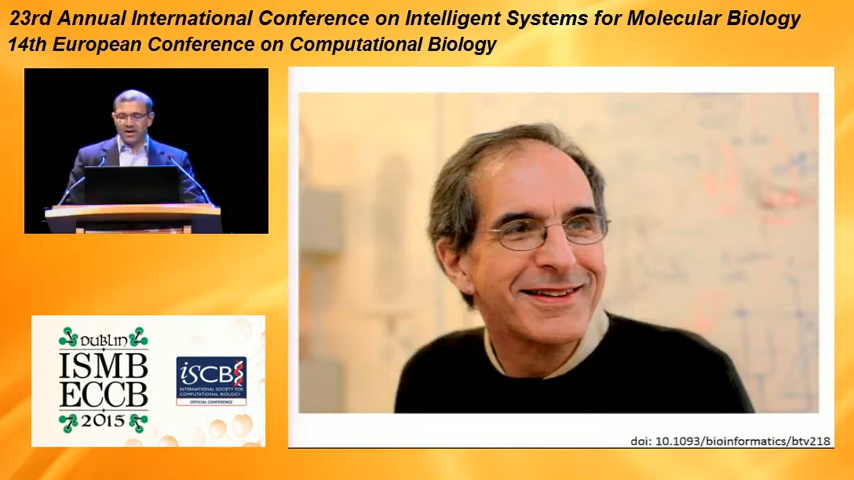 23rd Annual International Conference on Intelligent Systems for Molecular Biology
14th European Conference on Computational Biology
DUBLIN
ISMB
ECCB
2015
iSCB
INTERNATIONAL SOCIETY FOR
COMPUTATIONAL BIOLOGY
OFFICIAL CONFERENCE
doi: 10.1093/bioinformatics/btv218